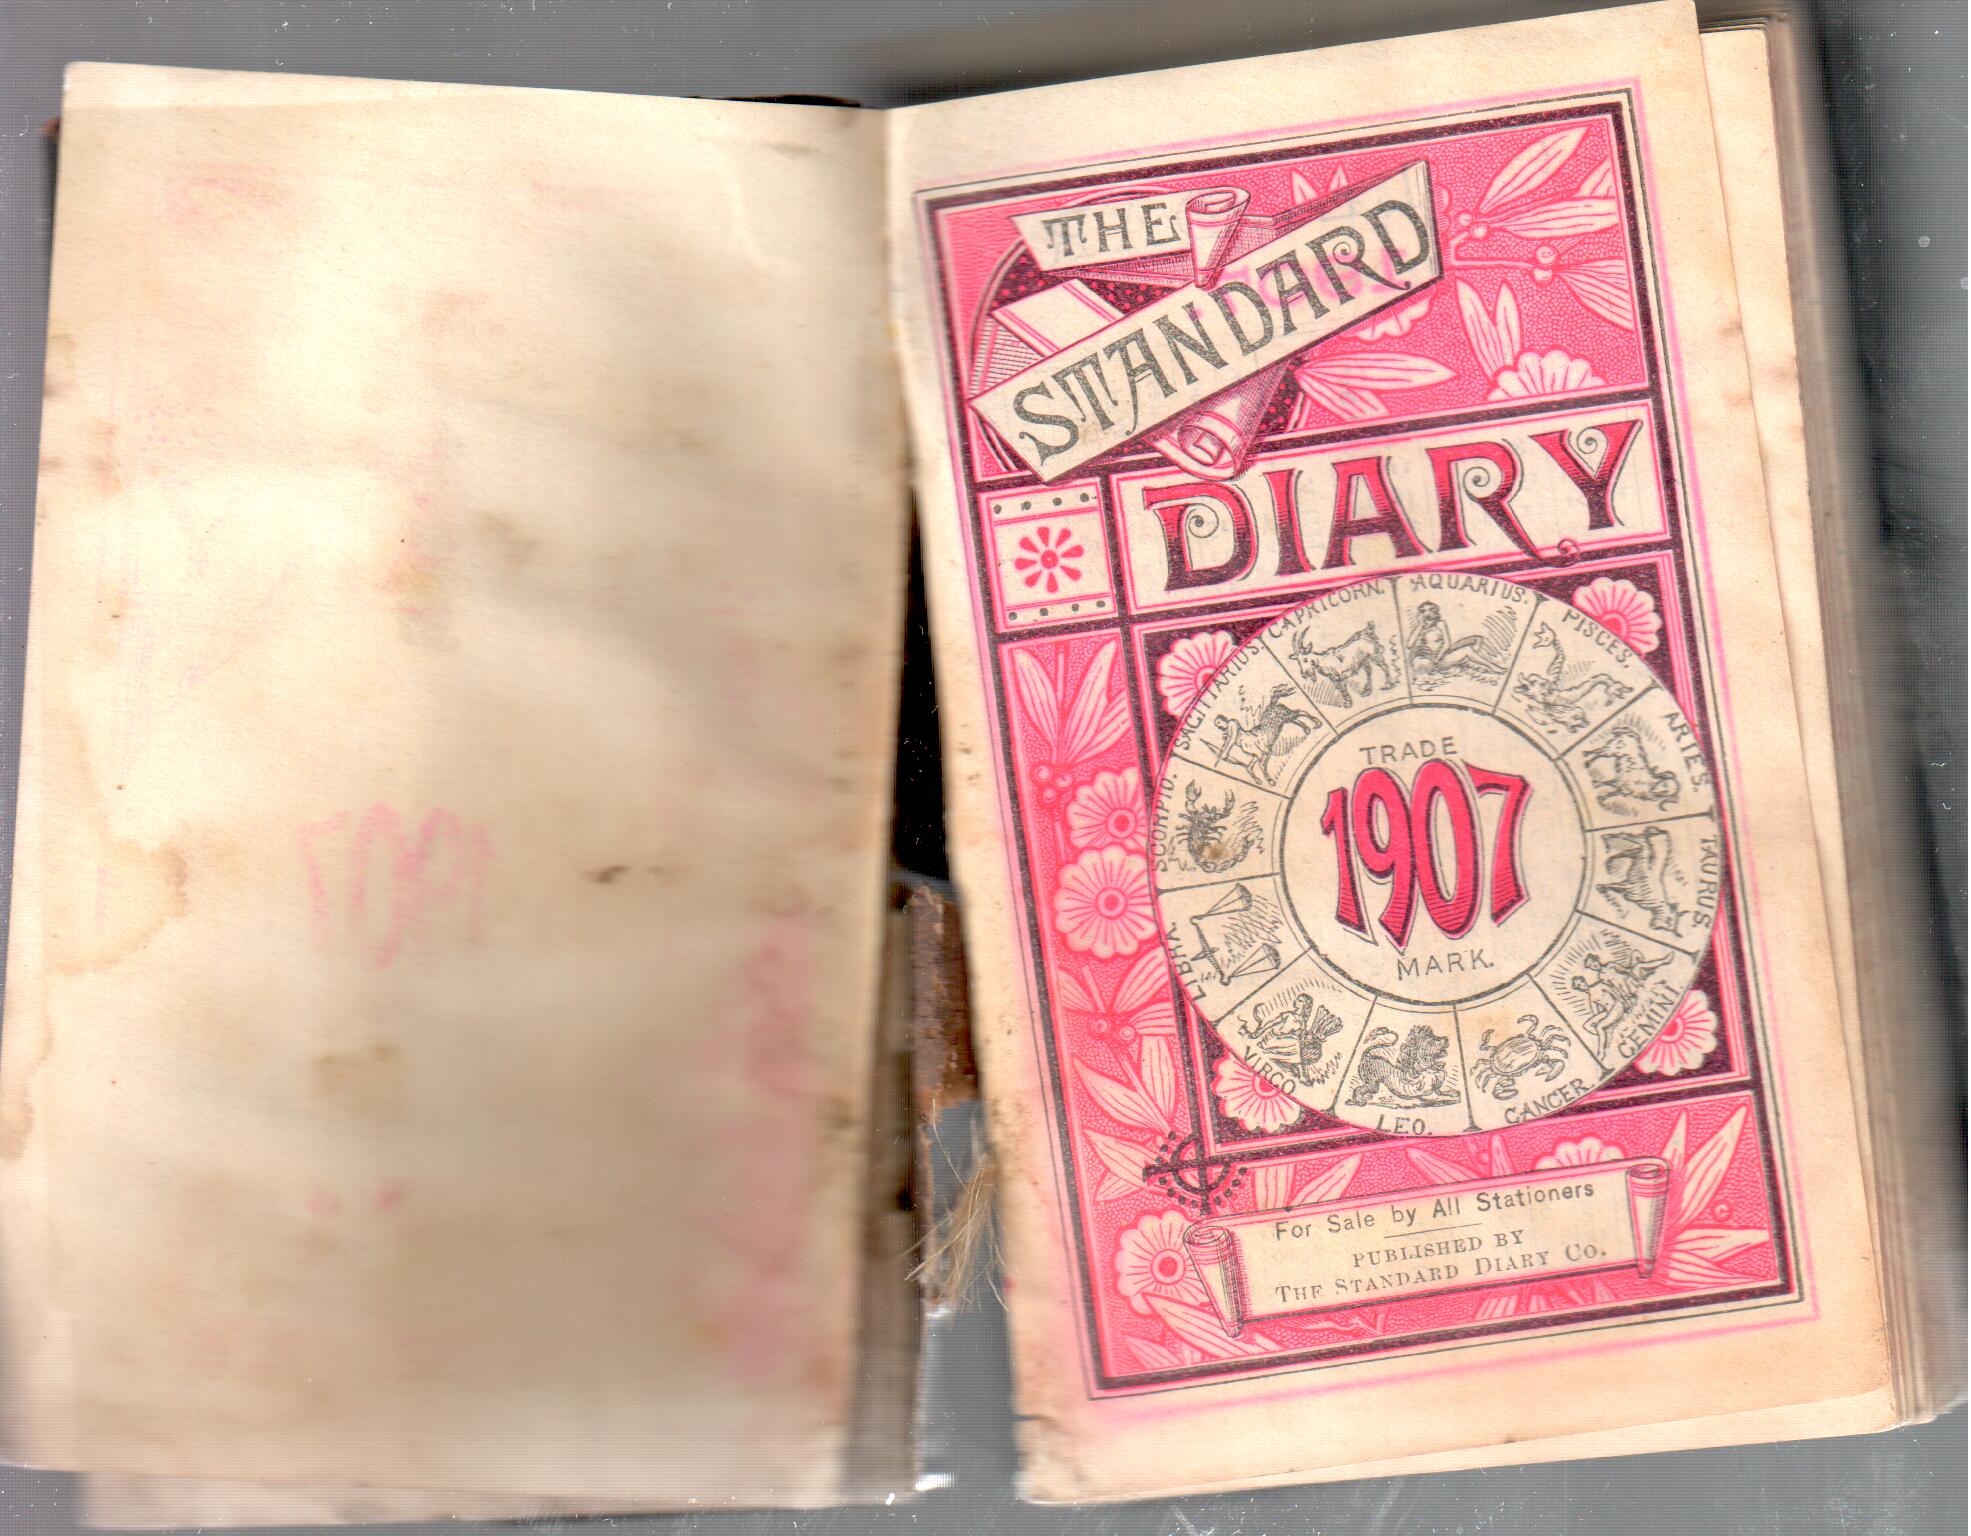 THE
STANDARD
DIARY
CAPRICORN.
AQUARIUS.
PISCES.
ARIES.
TAURUS.
GEMINI
CANCER.
LEO.
VIRGO
LIBRA.
SCORPIO.
SAGITTARIUS.
TRADE
1907
MARK.
For Sale by All Stationers
PUBLISHED BY
THE STANDARD DIARY CO.